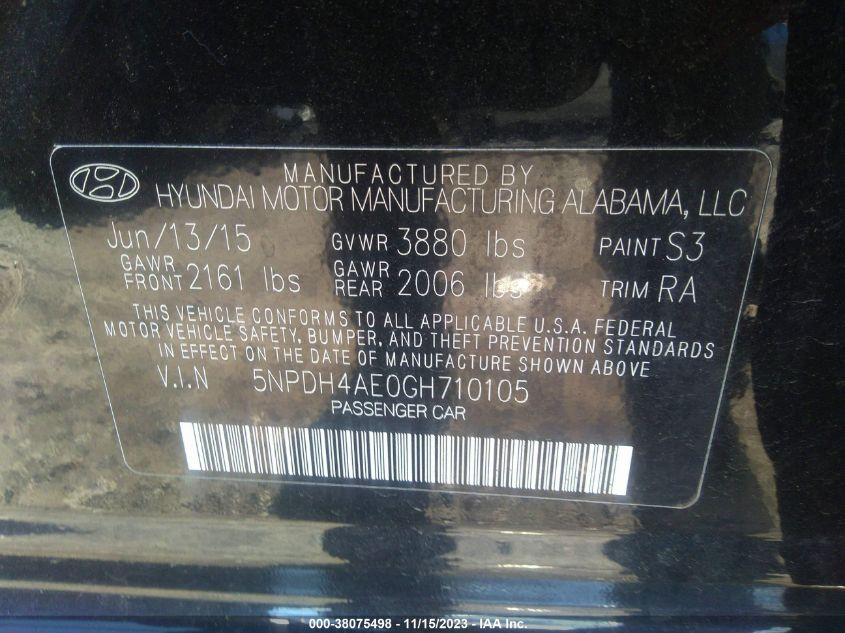 MANUFACTURED BY
HYUNDAI MOTOR MANUFACTURING ALABAMA, LLC
Jun/13/15 GVWR 3880 lbs PAINT S3
GAWR FRONT 2161 lbs GAWR REAR 2006 lbs TRIM RA
THIS VEHICLE CONFORMS TO ALL APPLICABLE U.S.A. FEDERAL
MOTOR VEHICLE SAFETY, BUMPER, AND THEFT PREVENTION STANDARDS
IN EFFECT ON THE DATE OF MANUFACTURE SHOWN ABOVE
V.I.N 5NPDH4AE0GH710105
PASSENGER CAR
000-38075498 - 11/15/2023 - IAA Inc.